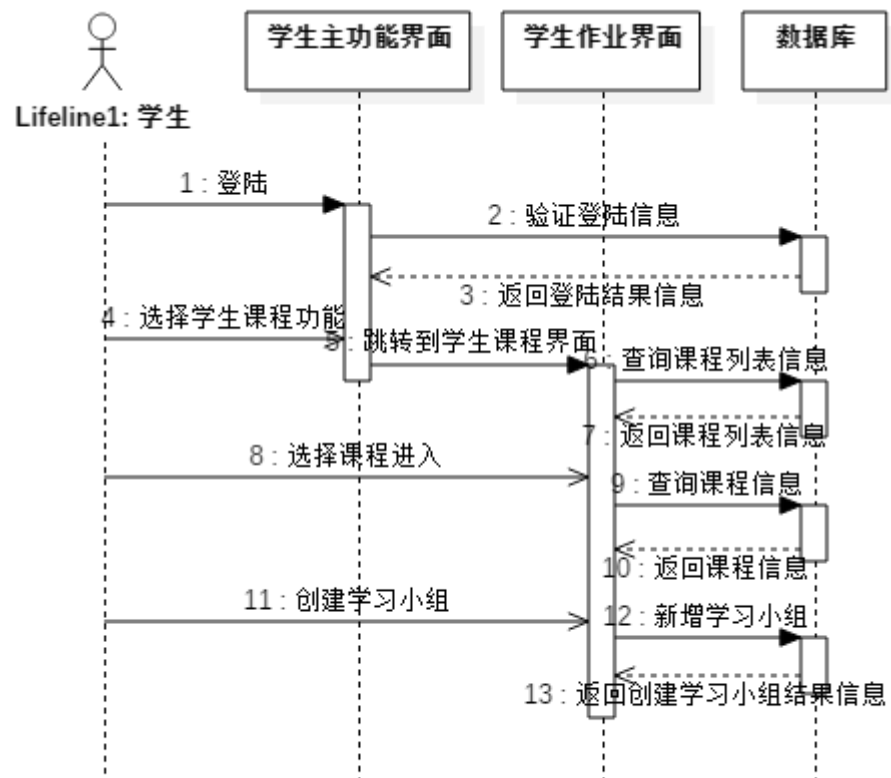 学生主功能界面
学生作业界面
数据库
Lifeline1: 学生
1 : 登陆
2 : 验证登陆信息
3 : 返回登陆结果信息
4 : 选择学生课程功能
5 : 跳转到学生课程界面
6 : 查询课程列表信息
7 : 返回课程列表信息
8 : 选择课程进入
9 : 查询课程信息
10 : 返回课程信息
11 : 创建学习小组
12 : 新增学习小组
13 : 返回创建学习小组结果信息